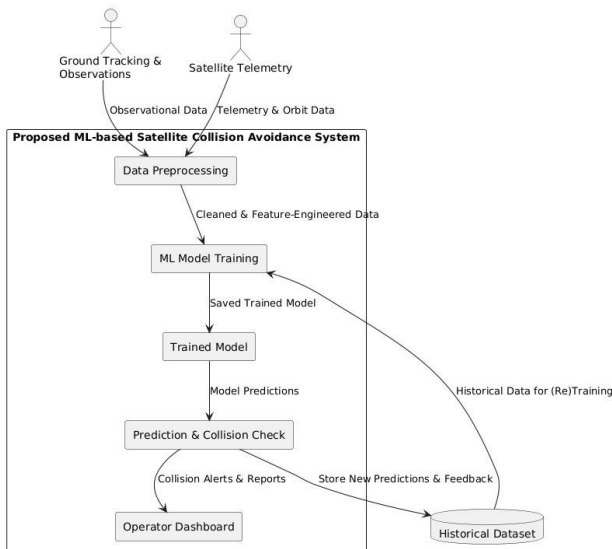 Ground Tracking &
Observations
Satellite Telemetry
Observational Data
Telemetry & Orbit Data
Proposed ML-based Satellite Collision Avoidance System
Data Preprocessing
Cleaned & Feature-Engineered Data
ML Model Training
Saved Trained Model
Trained Model
Model Predictions
Historical Data for (Re)Training
Prediction & Collision Check
Collision Alerts & Reports
Store New Predictions & Feedback
Operator Dashboard
Historical Dataset